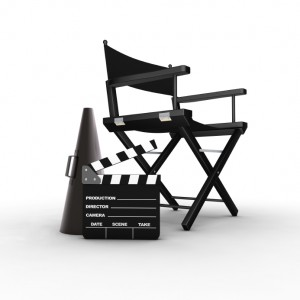 PRODUCTION
DIRECTOR
CAMERA
DATE SCENE TAKE